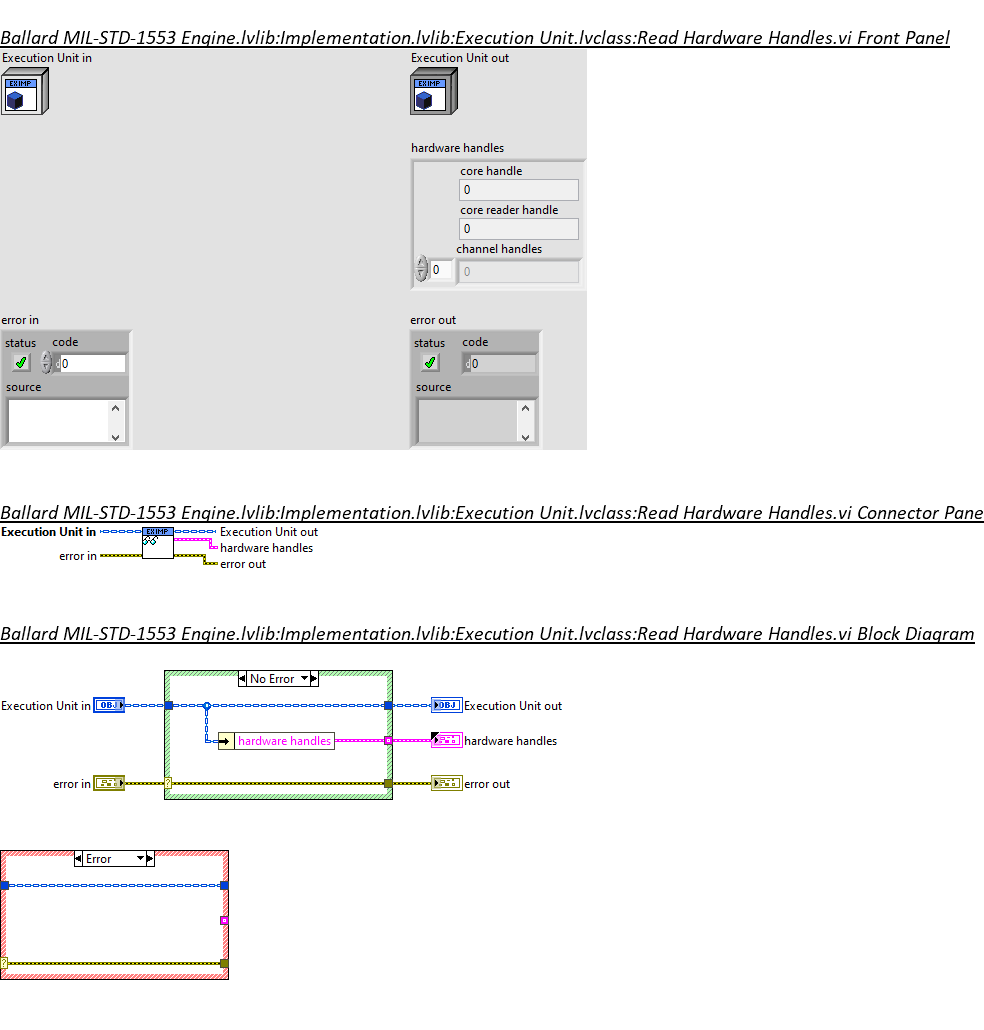 Ballard MIL-STD-1553 Engine.lvlib:Implementation.lvlib:Execution Unit.lvclass:Read Hardware Handles.vi Front Panel
Execution Unit in
Execution Unit out
EXIMP
EXIMP
hardware handles
core handle
0
core reader handle
0
channel handles
0
0
error in
error out
status code
status code
d 0
d 0
source
source
Ballard MIL-STD-1553 Engine.lvlib:Implementation.lvlib:Execution Unit.lvclass:Read Hardware Handles.vi Connector Pane
Execution Unit in
EXIMP
Execution Unit out
hardware handles
error in
error out
Ballard MIL-STD-1553 Engine.lvlib:Implementation.lvlib:Execution Unit.lvclass:Read Hardware Handles.vi Block Diagram
No Error
Execution Unit in
OBJ
OBJ
Execution Unit out
hardware handles
hardware handles
error in
?
error out
Error
?